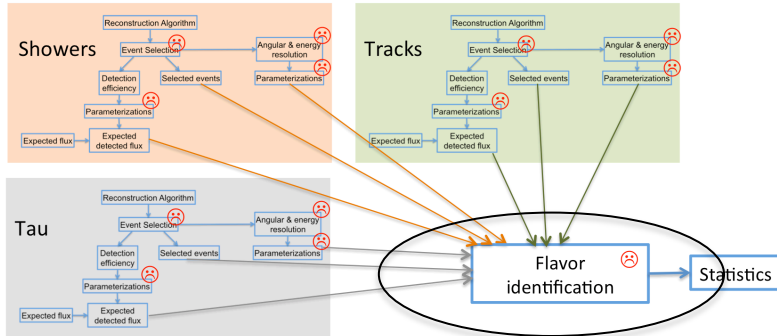 Showers
Reconstruction Algorithm
Event Selection
Angular & energy
resolution
Detection
efficiency
Selected events
Parameterizations
Parameterizations
Expected flux
Expected
detected flux
Tracks
Reconstruction Algorithm
Event Selection
Angular & energy
resolution
Detection
efficiency
Selected events
Parameterizations
Parameterizations
Expected flux
Expected
detected flux
Tau
Reconstruction Algorithm
Event Selection
Angular & energy
resolution
Detection
efficiency
Selected events
Parameterizations
Parameterizations
Expected flux
Expected
detected flux
Flavor
identification
Statistics